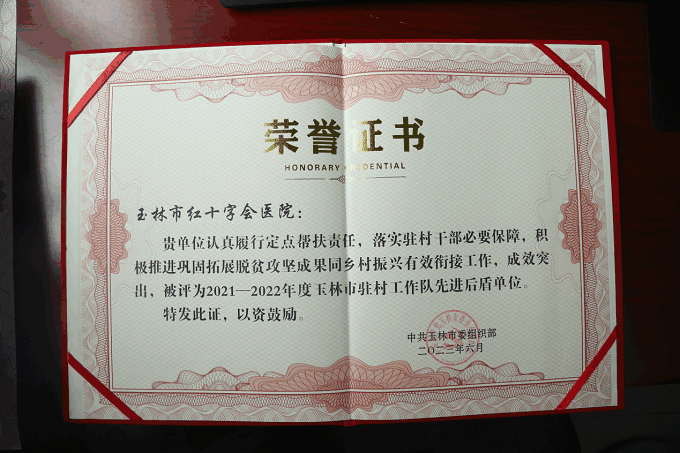 荣誉证书
HONORARY CREDENTIAL
玉林市红十字会医院：
贵单位认真履行定点帮扶责任，落实驻村干部必要保障，积
极推进巩固拓展脱贫攻坚成果同乡村振兴有效衔接工作，成效突
出，被评为2021—2022年度玉林市驻村工作队先进后盾单位。
特发此证，以资鼓励。
中共玉林市委组织部
二〇二三年六月